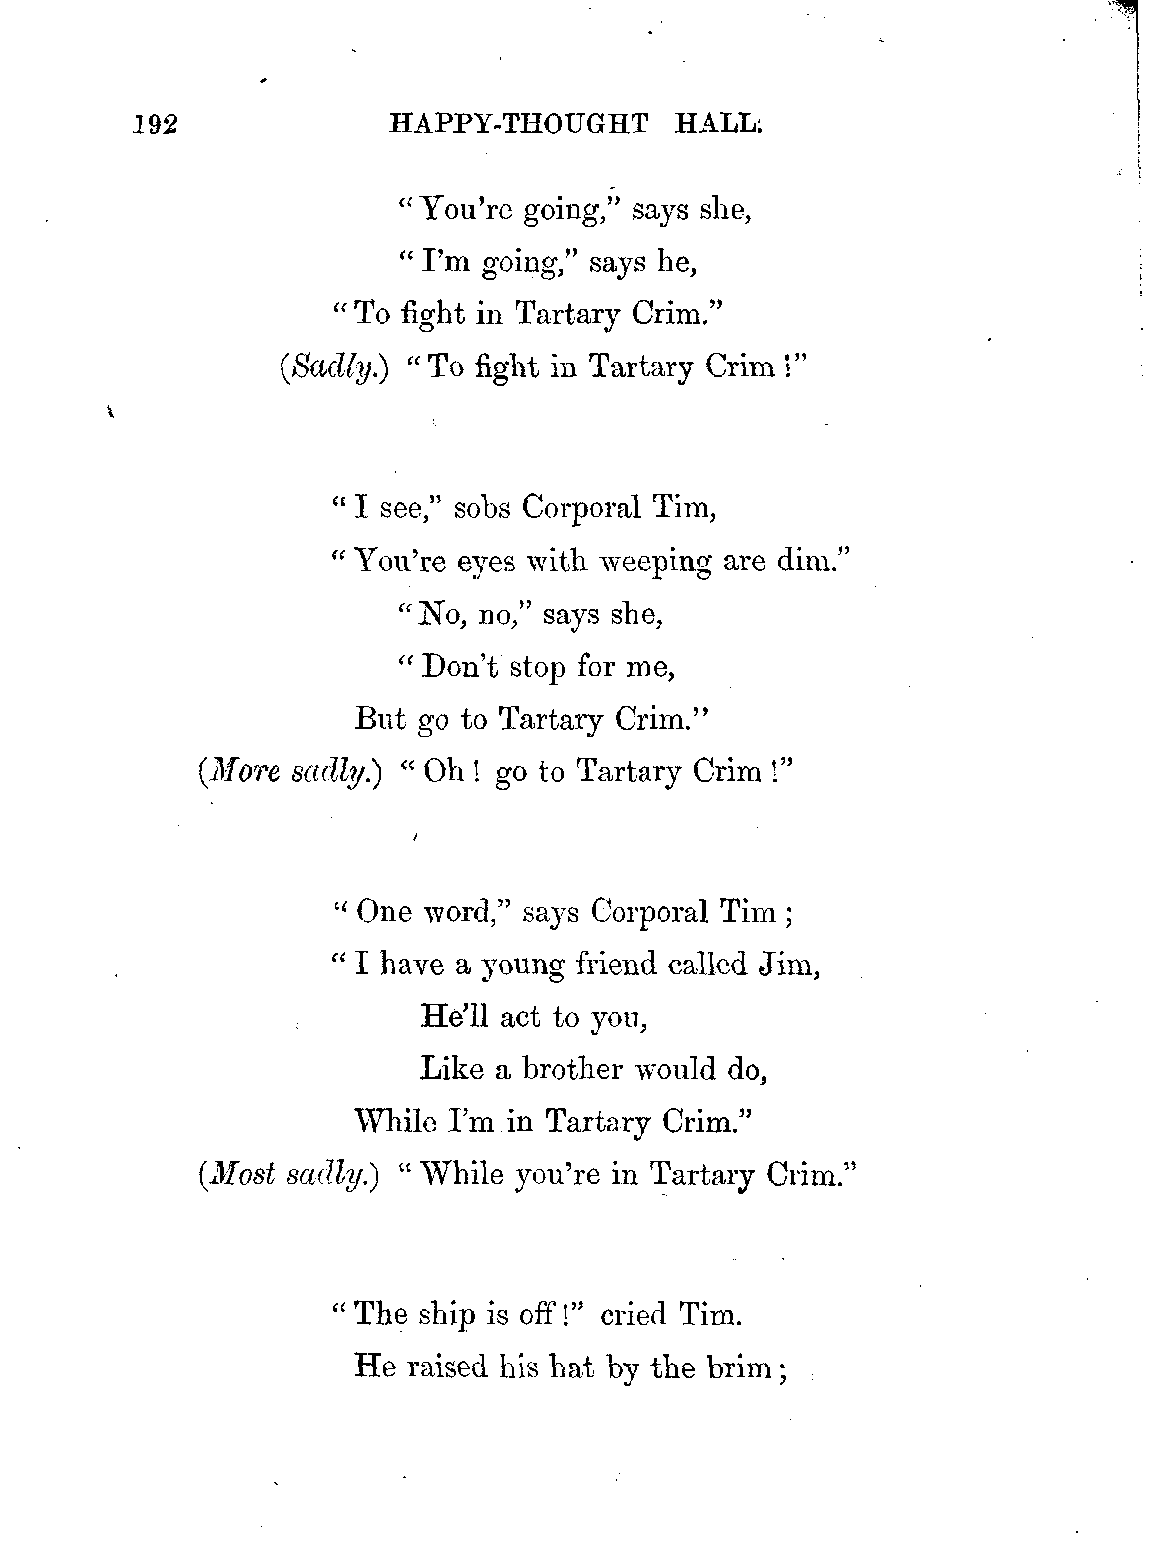 192 HAPPY-THOUGHT HALL.
"You're going," says she,
"I'm going," says he,
"To fight in Tartary Crim."
(Sadly.) "To fight in Tartary Crim!"
"I see," sobs Corporal Tim,
"You're eyes with weeping are dim."
"No, no," says she,
"Don't stop for me,
But go to Tartary Crim."
(More sadly.) "Oh! go to Tartary Crim!"
"One word," says Corporal Tim;
"I have a young friend called Jim,
He'll act to you,
Like a brother would do,
While I'm in Tartary Crim."
(Most sadly.) "While you're in Tartary Crim."
"The ship is off!" cried Tim.
He raised his hat by the brim;